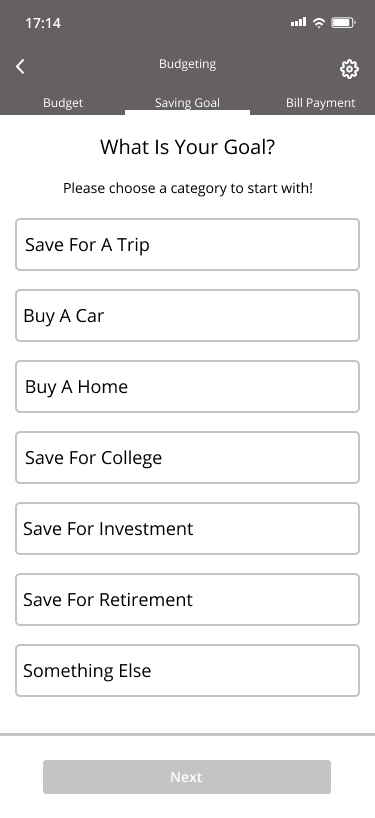 17:14
Budgeting
Budget Saving Goal Bill Payment
What Is Your Goal?
Please choose a category to start with!
Save For A Trip
Buy A Car
Buy A Home
Save For College
Save For Investment
Save For Retirement
Something Else
Next